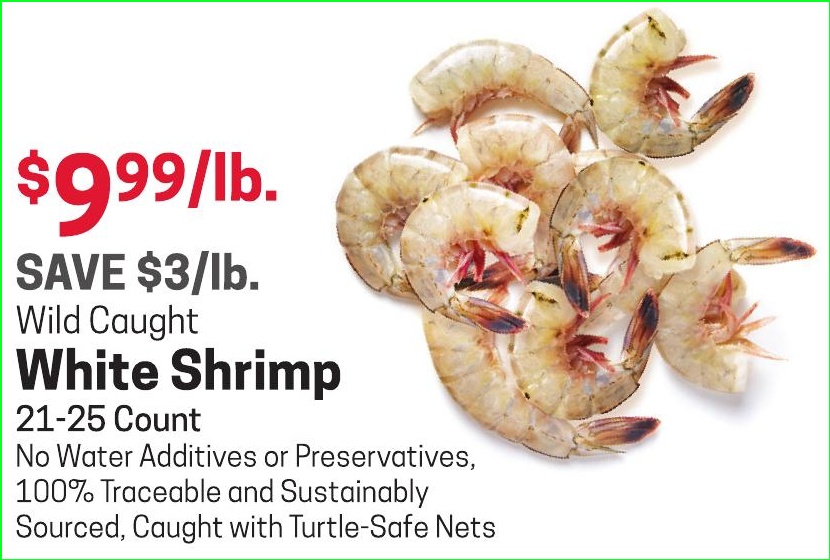 $9.99/lb.
SAVE $3/lb.
Wild Caught
White Shrimp
21-25 Count
No Water Additives or Preservatives,
100% Traceable and Sustainably
Sourced, Caught with Turtle-Safe Nets